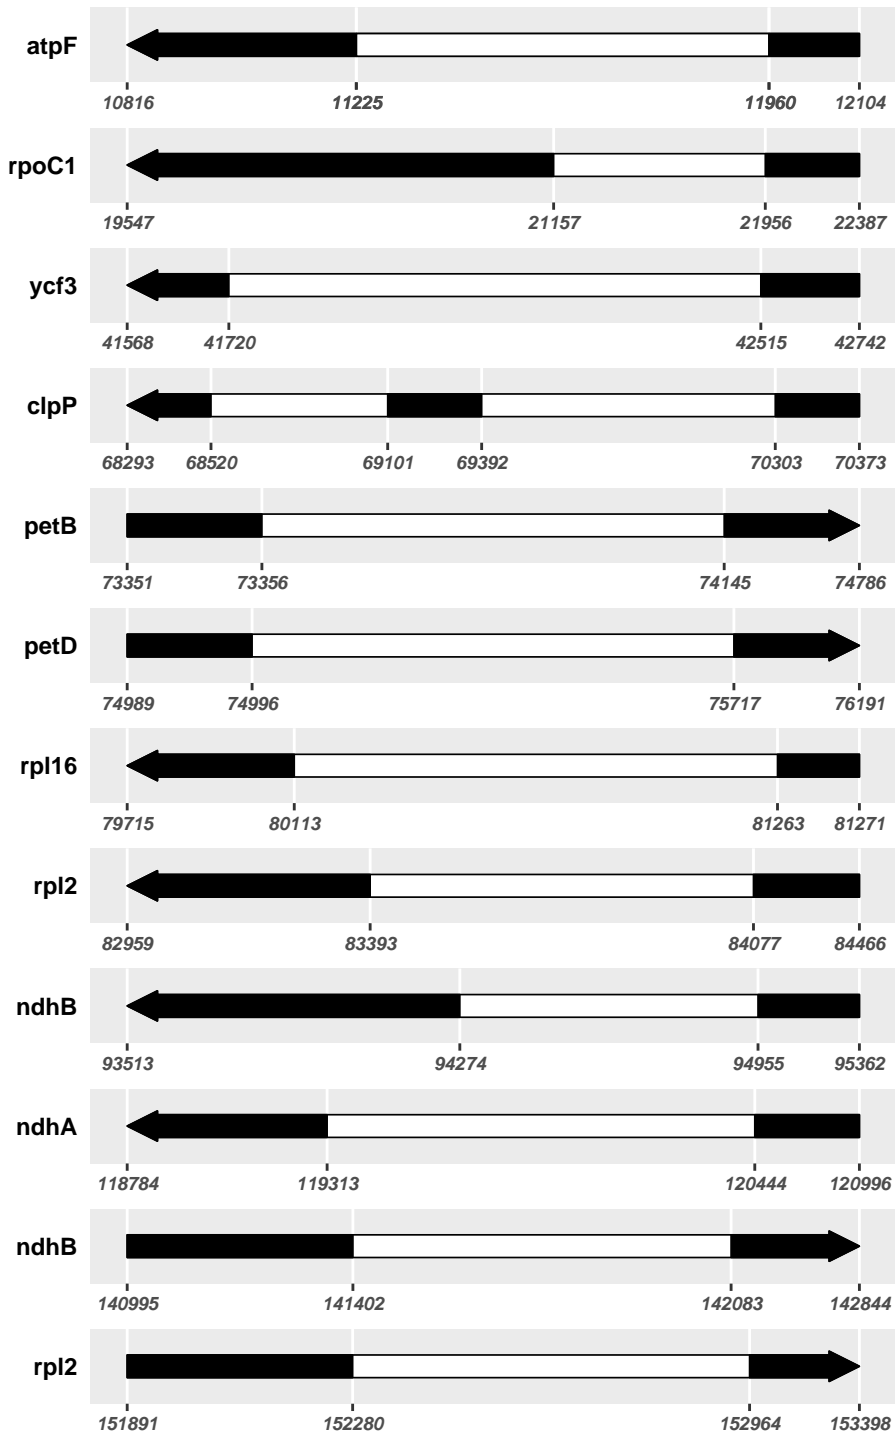 atpF
10816 11225 11960 12104
rpoC1
19547 21157 21956 22387
ycf3
41568 41720 42515 42742
clpP
68293 68520 69101 69392 70303 70373
petB
73351 73356 74145 74786
petD
74989 74996 75717 76191
rpl16
79715 80113 81263 81271
rpl2
82959 83393 84077 84466
ndhB
93513 94274 94955 95362
ndhA
118784 119313 120444 120996
ndhB
140995 141402 142083 142844
rpl2
151891 152280 152964 153398